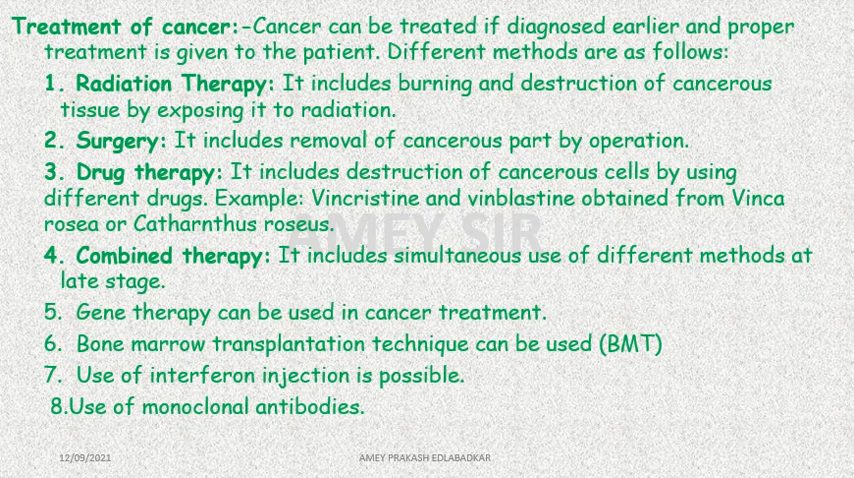 Treatment of cancer:-Cancer can be treated if diagnosed earlier and proper
treatment is given to the patient. Different methods are as follows:
1. Radiation Therapy: It includes burning and destruction of cancerous
tissue by exposing it to radiation.
2. Surgery: It includes removal of cancerous part by operation.
3. Drug therapy: It includes destruction of cancerous cells by using
different drugs. Example: Vincristine and vinblastine obtained from Vinca
rosea or Catharnthus roseus.
AMEY SIR
4. Combined therapy: It includes simultaneous use of different methods at
late stage.
5. Gene therapy can be used in cancer treatment.
6. Bone marrow transplantation technique can be used (BMT)
7. Use of interferon injection is possible.
8.Use of monoclonal antibodies.
12/09/2021 AMEY PRAKASH EDLABADKAR